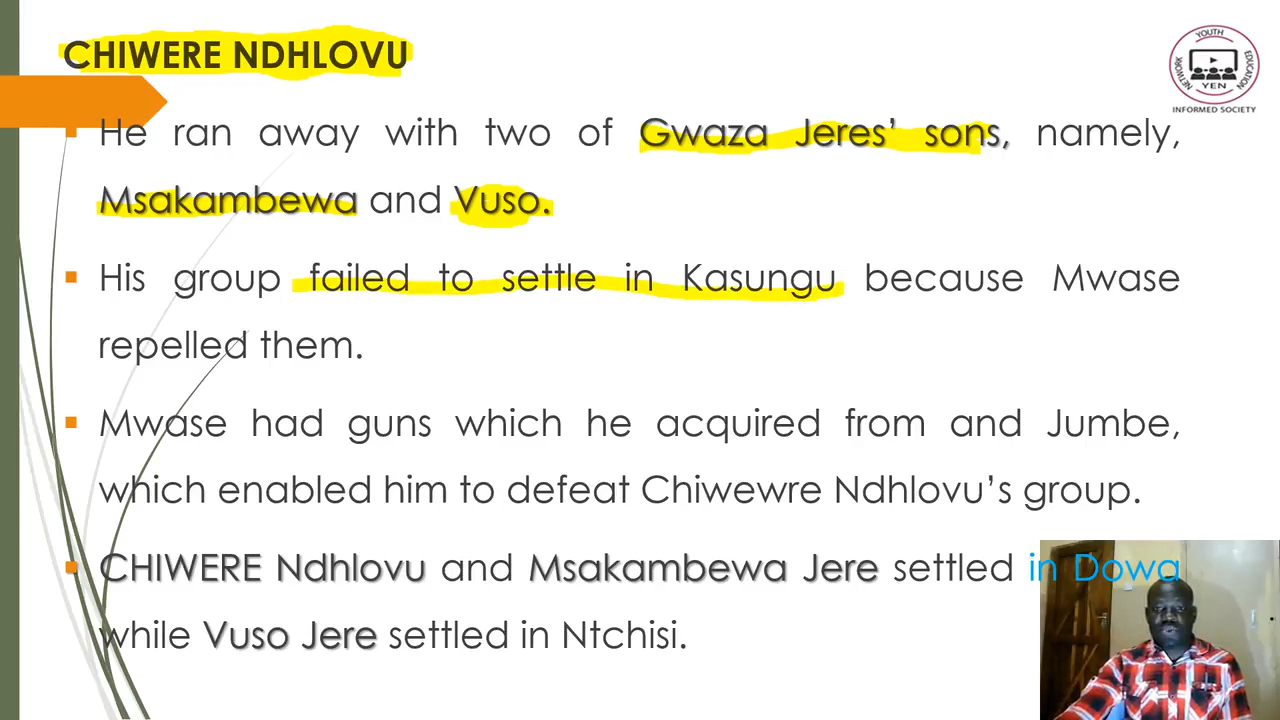 CHIWERE NDHLOVU
He ran away with two of Gwaza Jeres’ sons, namely,
Msakambewa and Vuso.
His group failed to settle in Kasungu because Mwase
repelled them.
Mwase had guns which he acquired from and Jumbe,
which enabled him to defeat Chiwewre Ndhlovu’s group.
CHIWERE Ndhlovu and Msakambewa Jere settled in Dowa
while Vuso Jere settled in Ntchisi.
YOUTH
EDUCATION
NETWORK
YEN
INFORMED SOCIETY